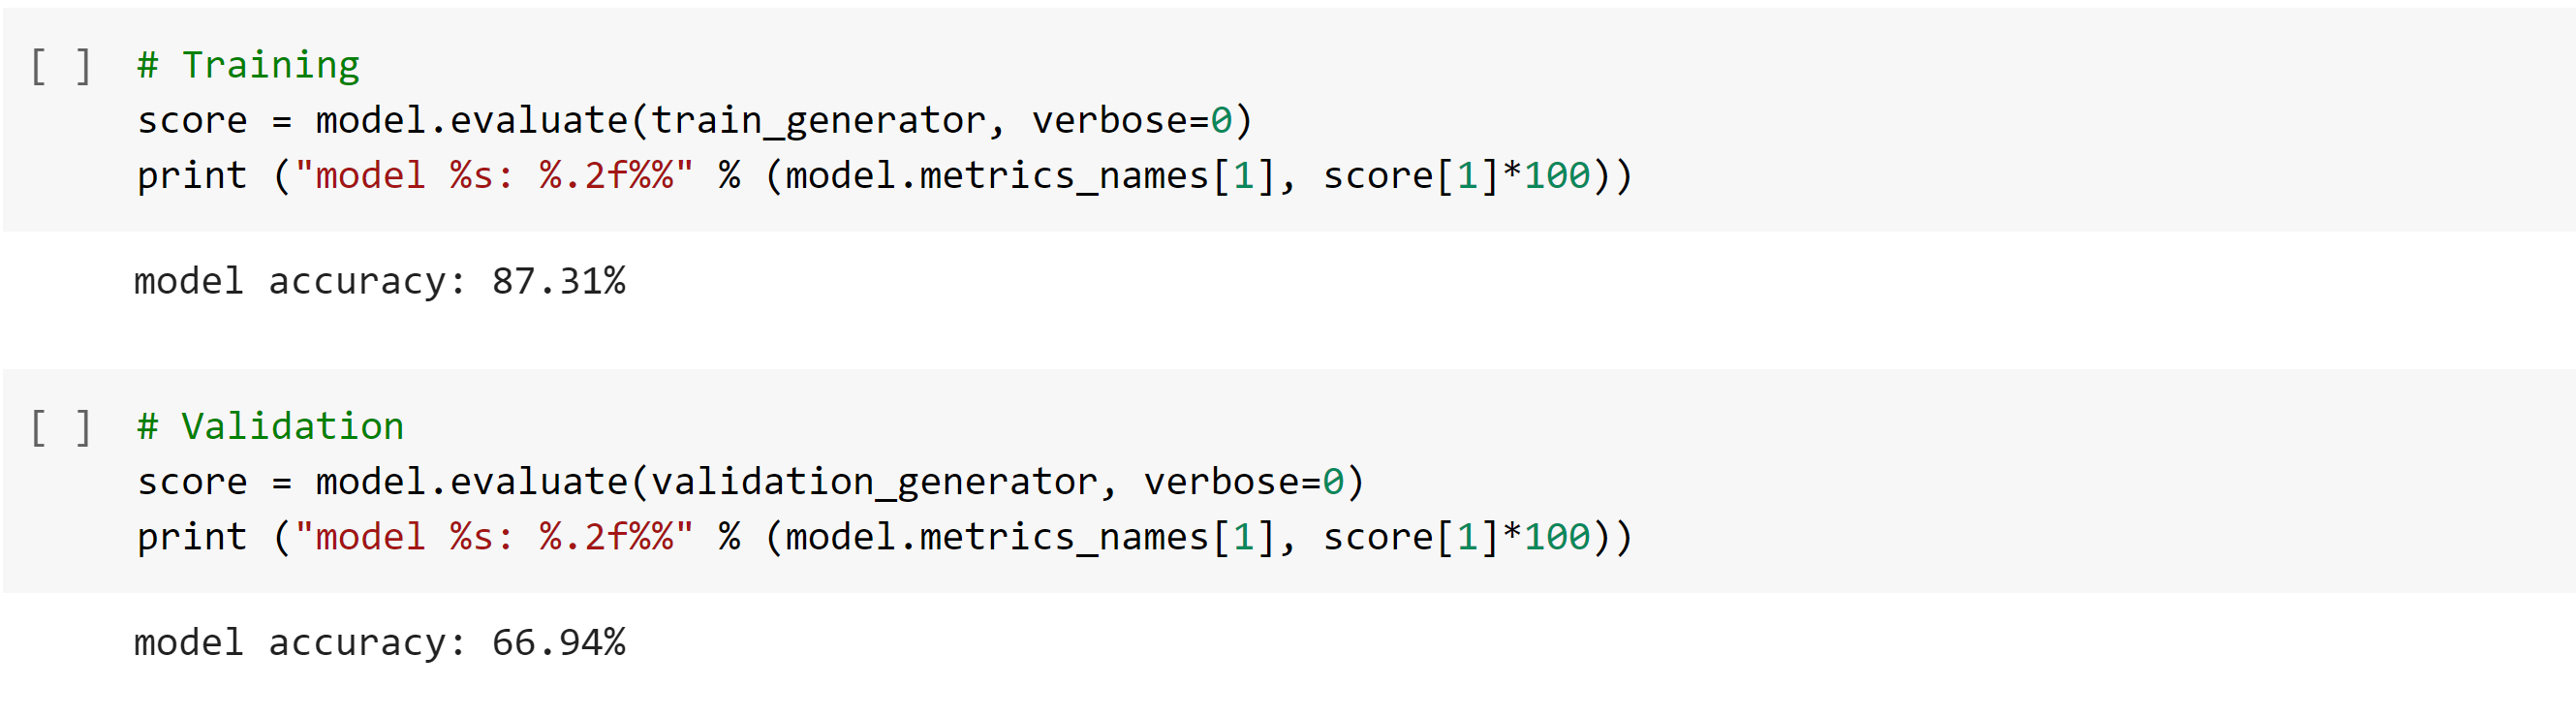 [ ] # Training
score = model.evaluate(train_generator, verbose=0)
print ("model %s: %.2f%%" % (model.metrics_names[1], score[1]*100))
model accuracy: 87.31%
[ ] # Validation
score = model.evaluate(validation_generator, verbose=0)
print ("model %s: %.2f%%" % (model.metrics_names[1], score[1]*100))
model accuracy: 66.94%